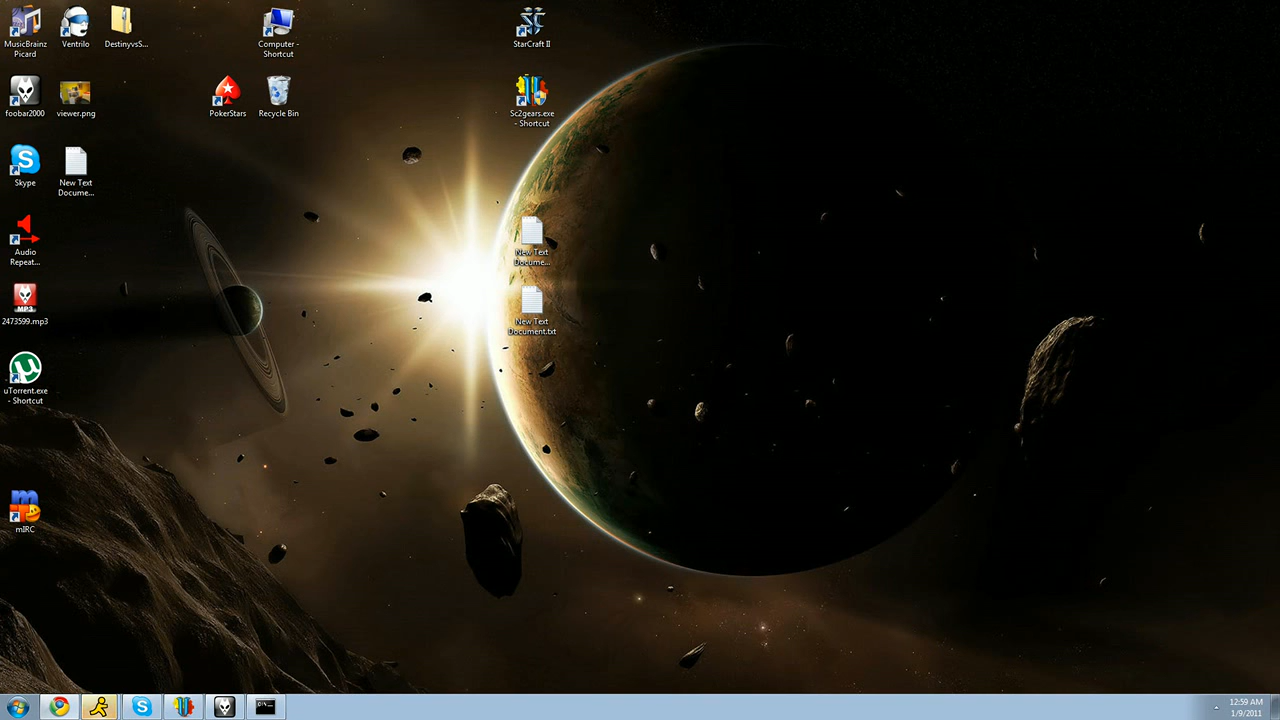 MusicBrainz
Picard
Ventrilo
DestinyvsS...
Computer -
Shortcut
StarCraft II
foobar2000
viewer.png
PokerStars
Recycle Bin
Sc2gears.exe
- Shortcut
Skype
New Text
Docume...
Audio
Repeat...
New Text
Docume...
MP3
2473599.mp3
New Text
Document.txt
uTorrent.exe
- Shortcut
mIRC
12:59 AM
1/9/2011